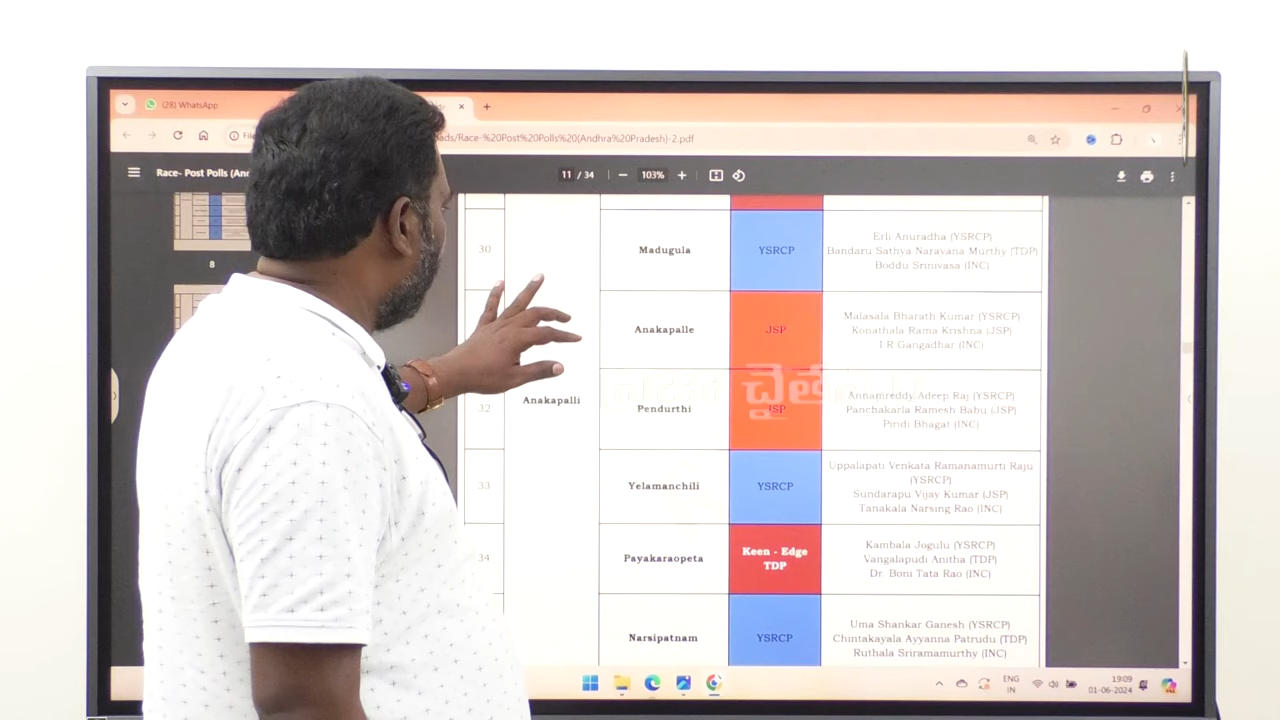 (28) WhatsApp
ads/Race-%20Post%20Polls%20(Andhra%20Pradesh)-2.pdf
Race- Post Polls (An
11 / 34
103%
8
30
Madugula
YSRCP
Erli Anuradha (YSRCP)
Bandaru Sathya Narayana Murthy (TDP)
Boddu Srinivasa (INC)
Anakapalle
JSP
Malasala Bharath Kumar (YSRCP)
Konathala Rama Krishna (JSP)
I R Gangadhar (INC)
Anakapalli
32
Pendurthi
JSP
Annamreddy Adeep Raj (YSRCP)
Panchakarla Ramesh Babu (JSP)
Piridi Bhagat (INC)
33
Yelamanchili
YSRCP
Uppalapati Venkata Ramanamurti Raju
(YSRCP)
Sundarapu Vijay Kumar (JSP)
Tanakala Narsing Rao (INC)
34
Payakaraopeta
Keen - Edge
TDP
Kambala Jogulu (YSRCP)
Vangalapudi Anitha (TDP)
Dr. Boni Tata Rao (INC)
Narsipatnam
YSRCP
Uma Shankar Ganesh (YSRCP)
Chintakayala Ayyanna Patrudu (TDP)
Ruthala Sriramamurthy (INC)
ENG
IN
19:09
01-06-2024